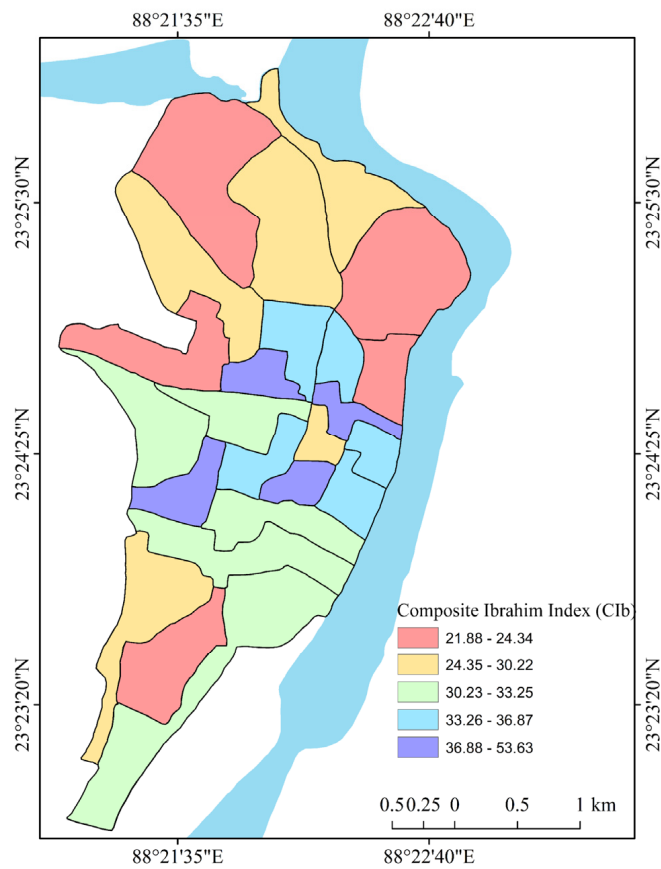 88°21'35"E 88°22'40"E
23°25'30"N 23°25'30"N
23°24'25"N 23°24'25"N
23°23'20"N 23°23'20"N
Composite Ibrahim Index (CIb)
21.88 - 24.34
24.35 - 30.22
30.23 - 33.25
33.26 - 36.87
36.88 - 53.63
0.50.25 0 0.5 1 km
88°21'35"E 88°22'40"E